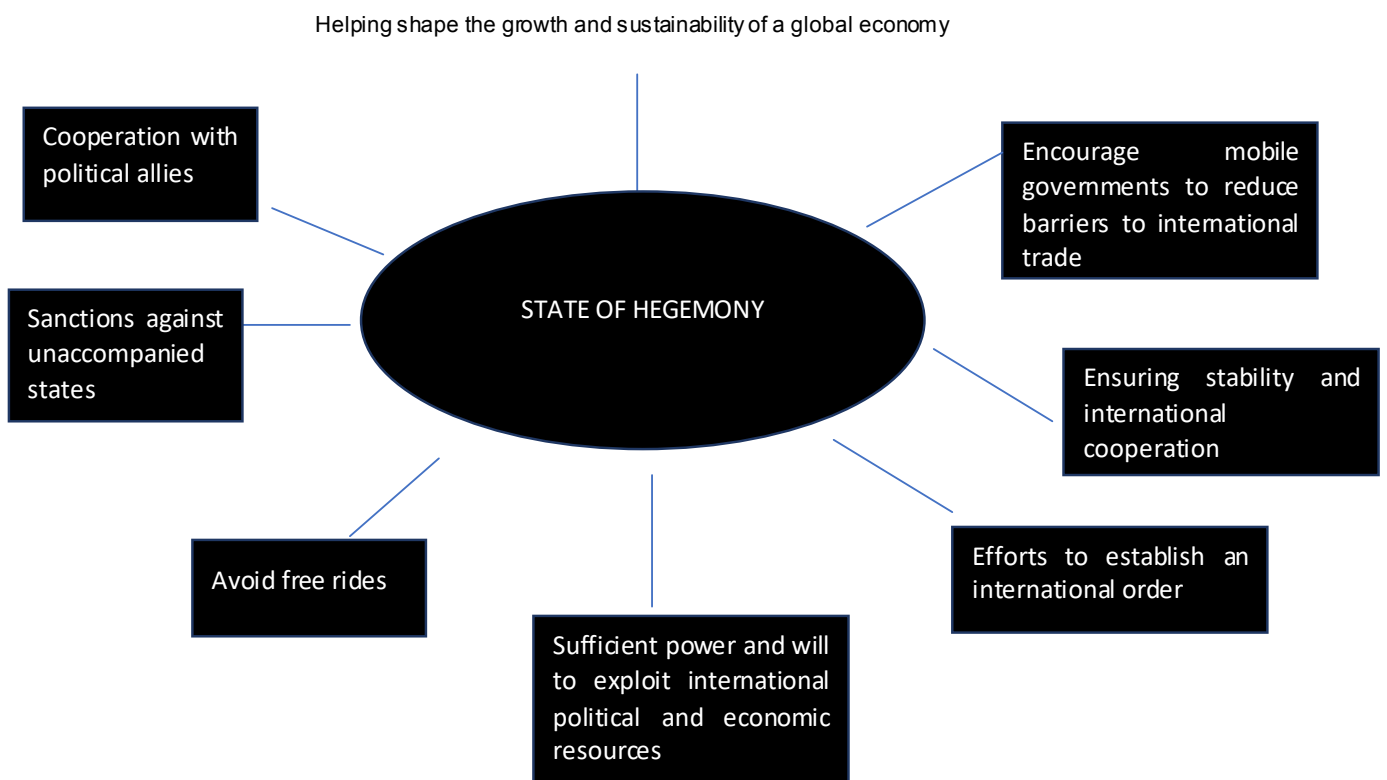 Helping shape the growth and sustainability of a global economy
Cooperation with
political allies
Encourage mobile
governments to reduce
barriers to international
trade
STATE OF HEGEMONY
Sanctions against
unaccompanied
states
Ensuring stability and
international
cooperation
Avoid free rides
Efforts to establish an
international order
Sufficient power and will
to exploit international
political and economic
resources